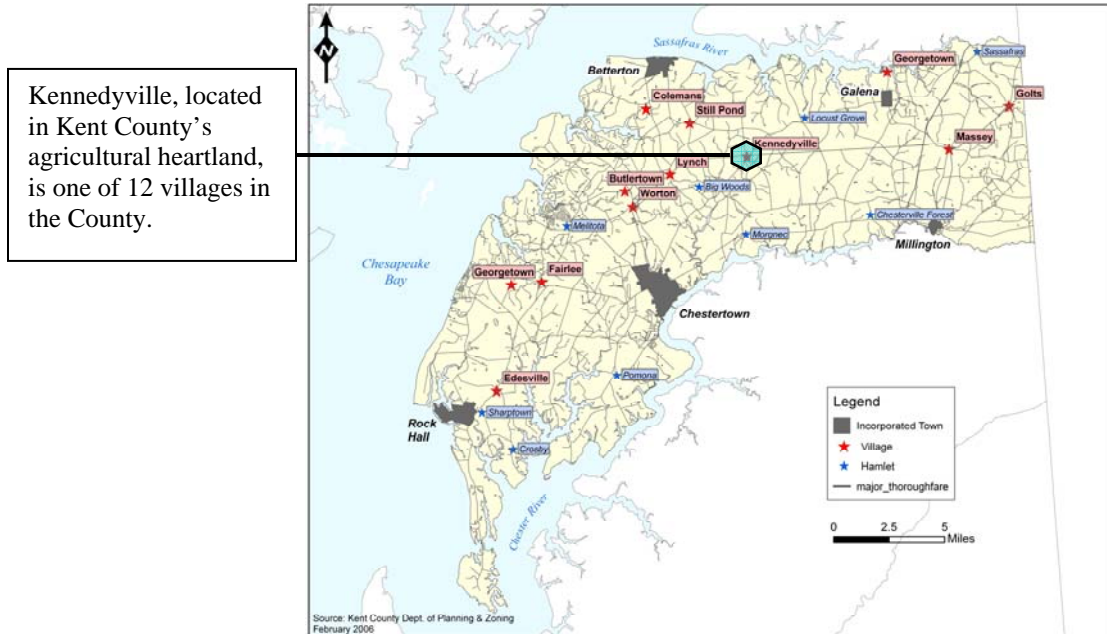 Kennedyville, located
in Kent County’s
agricultural heartland,
is one of 12 villages in
the County.
N
Sassafras River
Sassafras
Georgetown
Betterton
Galena
Golts
Colemans
Still Pond
Locust Grove
Massey
Kennedyville
Lynch
Big Woods
Butlertown
Worton
Chesterville Forest
Melitota
Morgnec
Millington
Chesapeake
Bay
Georgetown
Fairlee
Chestertown
Pomona
Edesville
Sharptown
Rock
Hall
Crosby
Chester River
Legend
Incorporated Town
Village
Hamlet
major_thoroughfare
0 2.5 5
Miles
Source: Kent County Dept. of Planning & Zoning
February 2006